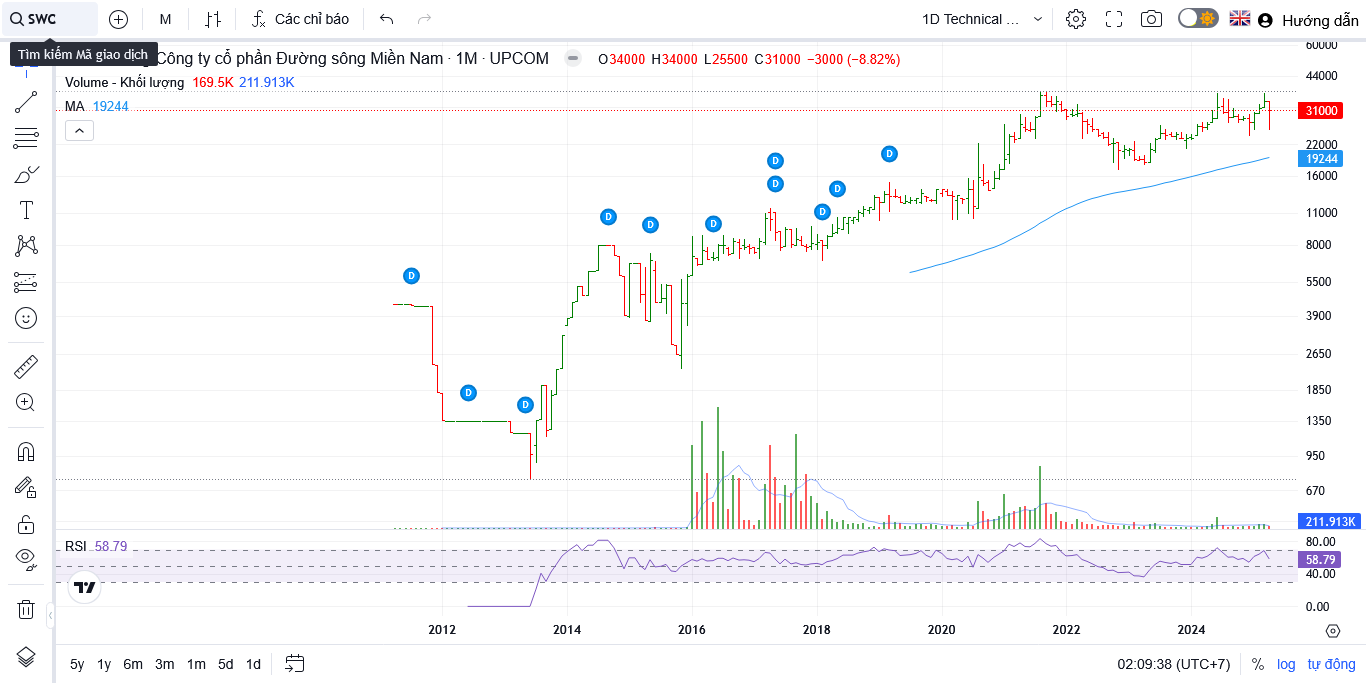 SWC
M
Các chỉ báo
1D Technical ...
Hướng dẫn
Tìm kiếm Mã giao dịch
Công ty cổ phần Đường sông Miền Nam · 1M · UPCOM
O34000 H34000 L25500 C31000 −3000 (−8.82%)
Volume - Khối lượng 169.5K 211.913K
MA 19244
60000
44000
31000
22000
19244
16000
11000
8000
5500
3900
2650
1850
1350
950
670
211.913K
D
D
D
D
D
D
D
D
D
D
D
RSI 58.79
80.00
58.79
40.00
0.00
2012 2014 2016 2018 2020 2022 2024
5y 1y 6m 3m 1m 5d 1d
02:09:38 (UTC+7)
% log tự động